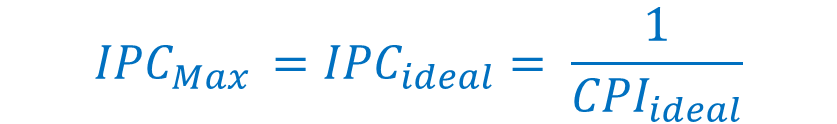 IPC_Max = IPC_ideal = 1 / CPI_ideal